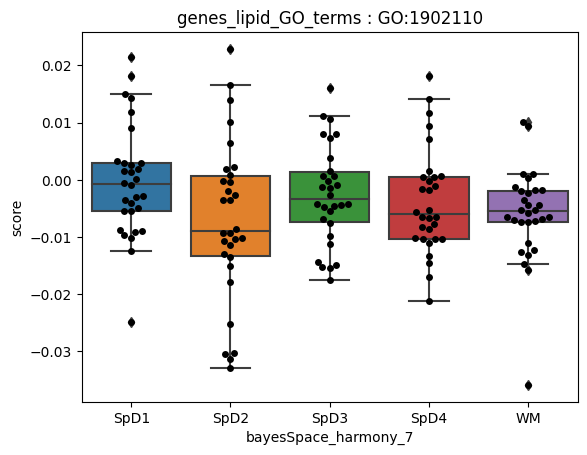 genes_lipid_GO_terms : GO:1902110
0.02
0.01
0.00
−0.01
−0.02
−0.03
score
SpD1 SpD2 SpD3 SpD4 WM
bayesSpace_harmony_7